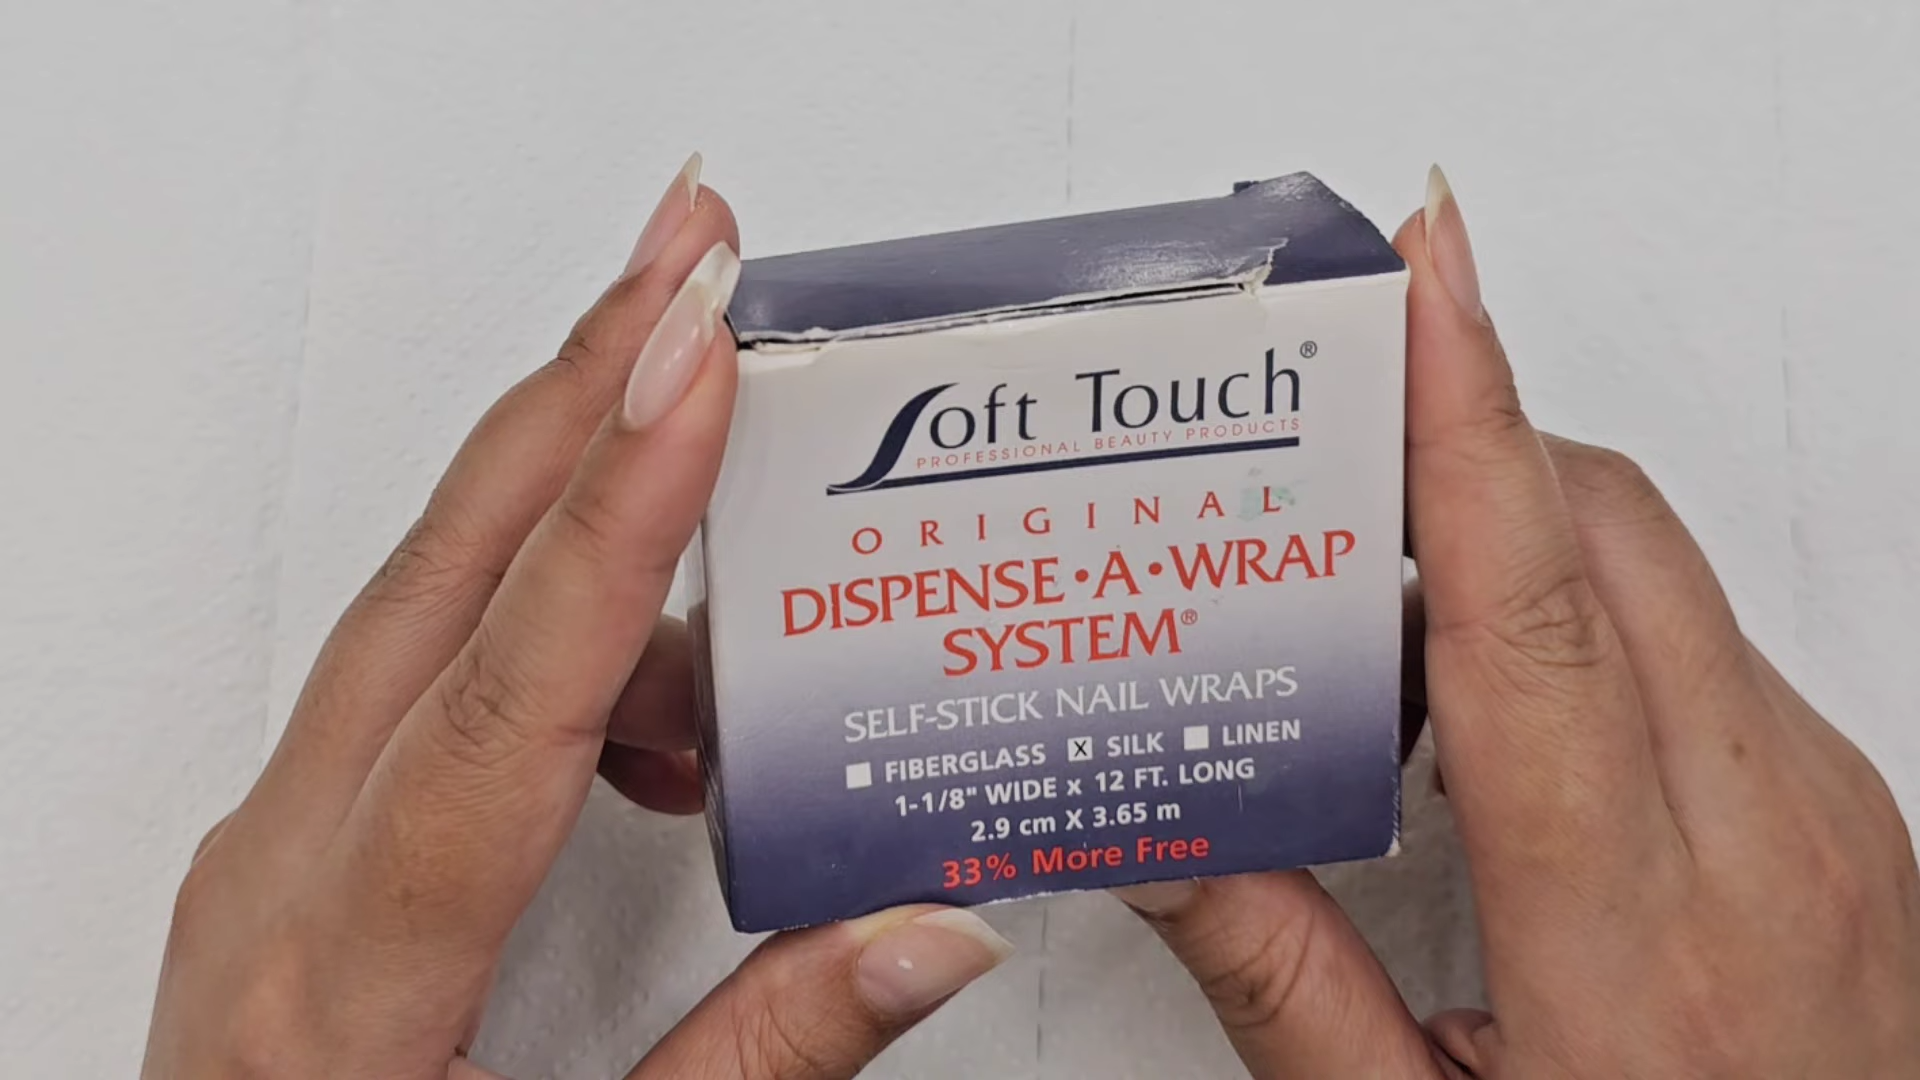 Soft Touch®
PROFESSIONAL BEAUTY PRODUCTS
ORIGINAL
DISPENSE•A•WRAP
SYSTEM®
SELF-STICK NAIL WRAPS
FIBERGLASS X SILK LINEN
1-1/8" WIDE x 12 FT. LONG
2.9 cm X 3.65 m
33% More Free